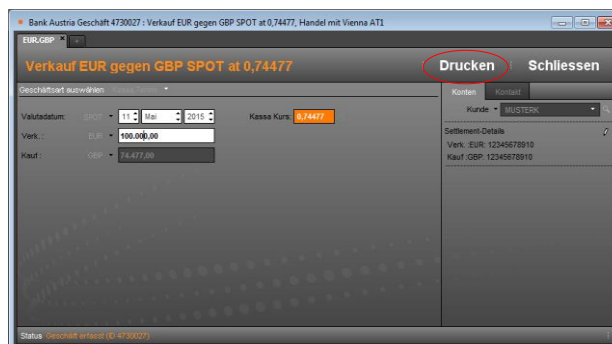 Bank Austria Geschäft 4730027 : Verkauf EUR gegen GBP SPOT at 0,74477, Handel mit Vienna AT1
EUR.GBP × +
Verkauf EUR gegen GBP SPOT at 0,74477 Drucken Schliessen
Geschäftsart auswählen Kassa/Termin
Konten Kontakt
Kunde MUSTERK
Valutadatum: SPOT 11 Mai 2015 Kassa Kurs: 0,74477
Verk. : EUR 100.000,00
Kauf : GBP 74.477,00
Settlement-Details
Verk. :EUR: 12345678910
Kauf :GBP: 12345678910
Status Geschäft erfasst (ID 4730027)